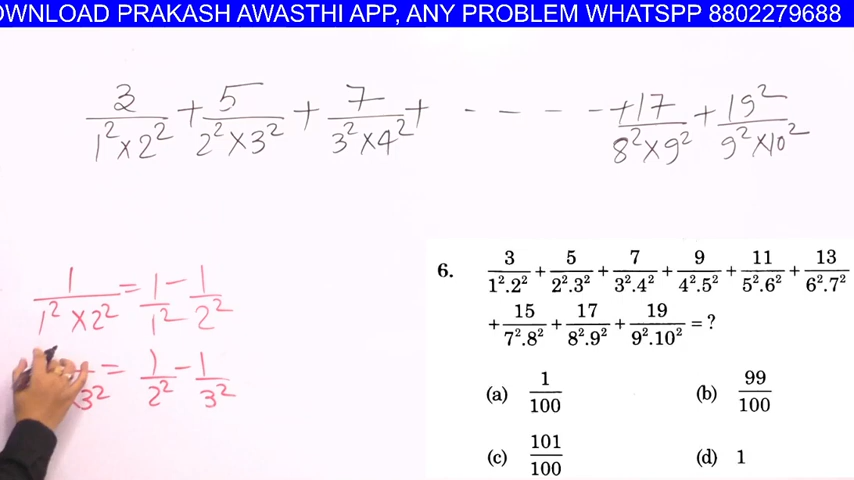 OWNLOAD PRAKASH AWASTHI APP, ANY PROBLEM WHATSPP 8802279688
3/(1²×2²) + 5/(2²×3²) + 7/(3²×4²) + - - - - +17/(8²×9²) + 19²/(9²×10²)
1/(1²×2²) = 1/1² - 1/2²
3² = 1/2² - 1/3²
6. 3/(1².2²) + 5/(2².3²) + 7/(3².4²) + 9/(4².5²) + 11/(5².6²) + 13/(6².7²)
+ 15/(7².8²) + 17/(8².9²) + 19/(9².10²) = ?
(a) 1/100 (b) 99/100
(c) 101/100 (d) 1